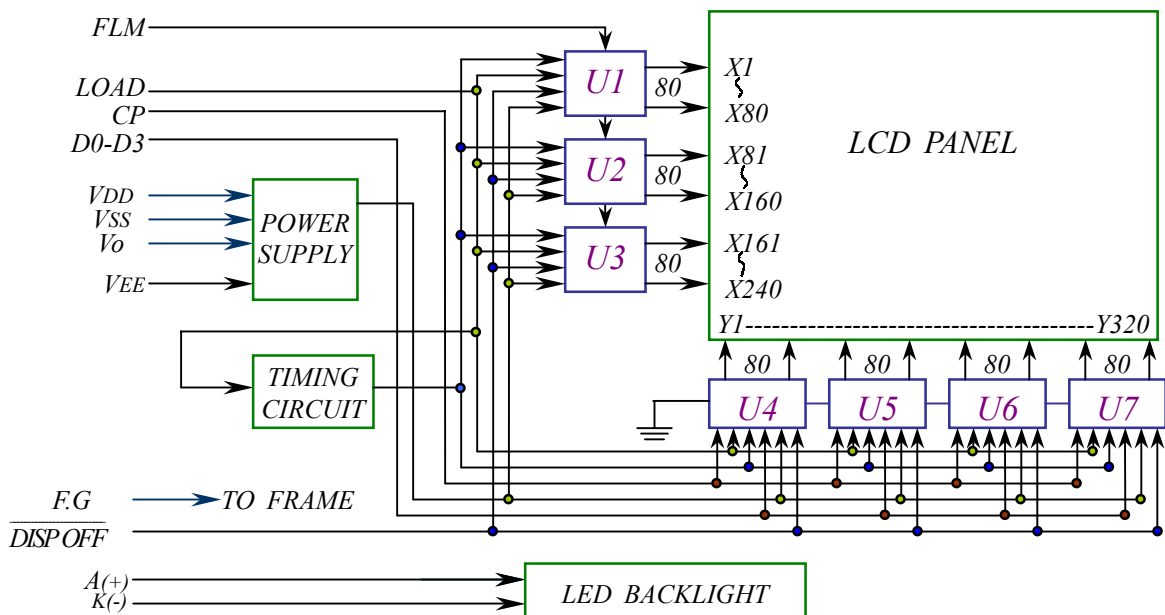 FLM
LOAD
CP
D0-D3
VDD
VSS
Vo
VEE
POWER
SUPPLY
TIMING
CIRCUIT
F.G
TO FRAME
DISP OFF
A(+)
K(-)
LED BACKLIGHT
U1
80
U2
80
U3
80
X1
X80
X81
X160
X161
X240
LCD PANEL
Y1 Y320
80 80 80 80
U4 U5 U6 U7